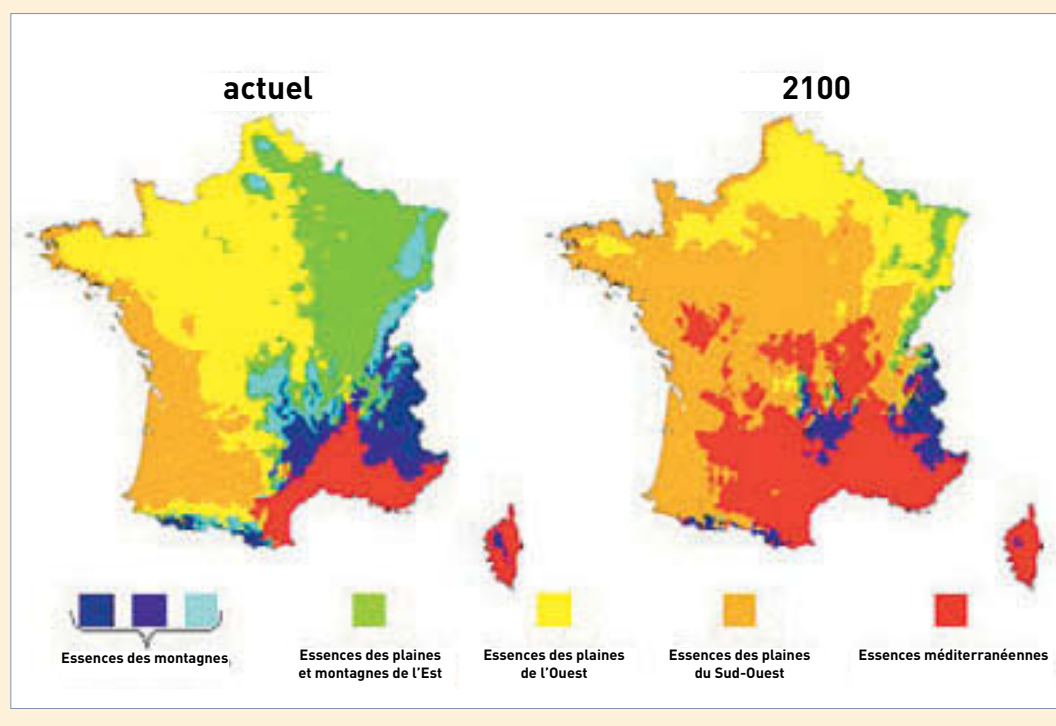 actuel
2100
Essences des montagnes
Essences des plaines
et montagnes de l'Est
Essences des plaines
de l'Ouest
Essences des plaines
du Sud-Ouest
Essences méditerranéennes